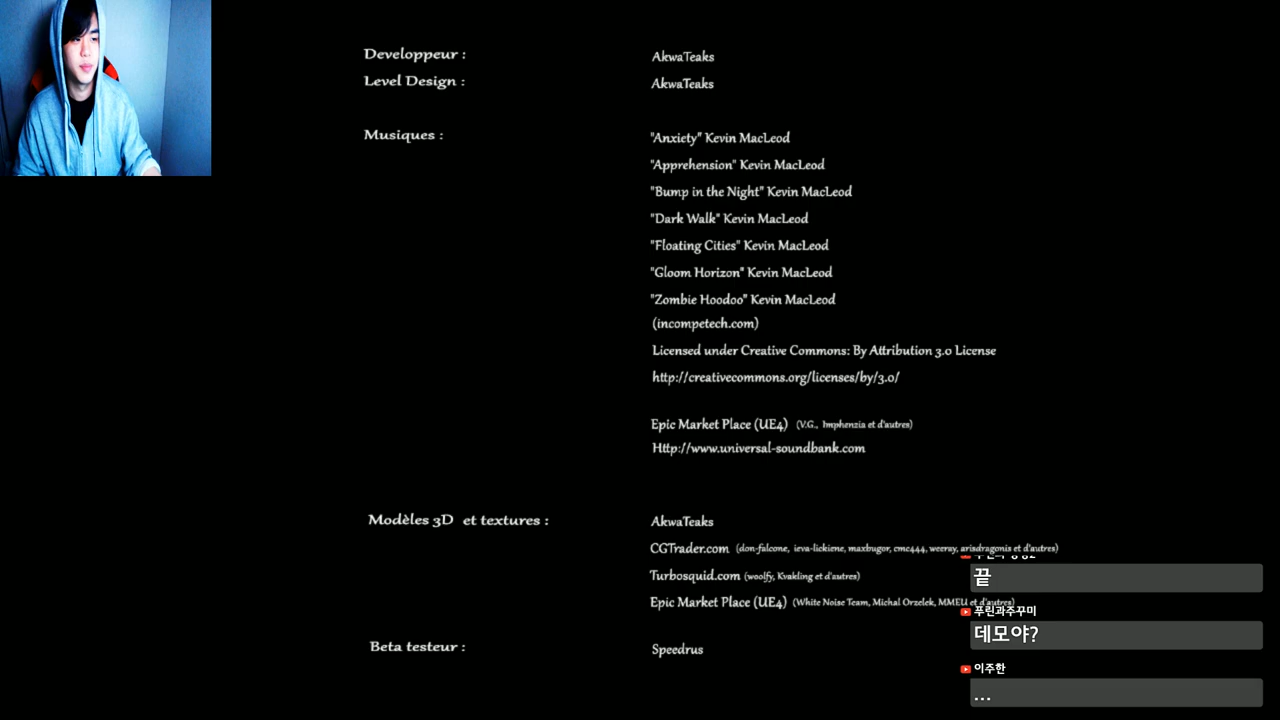 Developpeur : AkwaTeaks
Level Design : AkwaTeaks
Musiques : "Anxiety" Kevin MacLeod
"Apprehension" Kevin MacLeod
"Bump in the Night" Kevin MacLeod
"Dark Walk" Kevin MacLeod
"Floating Cities" Kevin MacLeod
"Gloom Horizon" Kevin MacLeod
"Zombie Hoodoo" Kevin MacLeod
(incompetech.com)
Licensed under Creative Commons: By Attribution 3.0 License
http://creativecommons.org/licenses/by/3.0/
Epic Market Place (UE4) (V.G., Imphenzia et d'autres)
Http://www.universal-soundbank.com
Modèles 3D et textures : AkwaTeaks
CGTrader.com (don-falcone, ieva-lickiene, maxbugor, cmc444, weeray, arisdragonis et d'autres)
Turbosquid.com (woolfy, Kvakling et d'autres)
Epic Market Place (UE4) (White Noise Team, Michal Orzelek, MMEU et d'autres)
Beta testeur : Speedrus
끝
푸린과주꾸미
데모야?
이주한
...